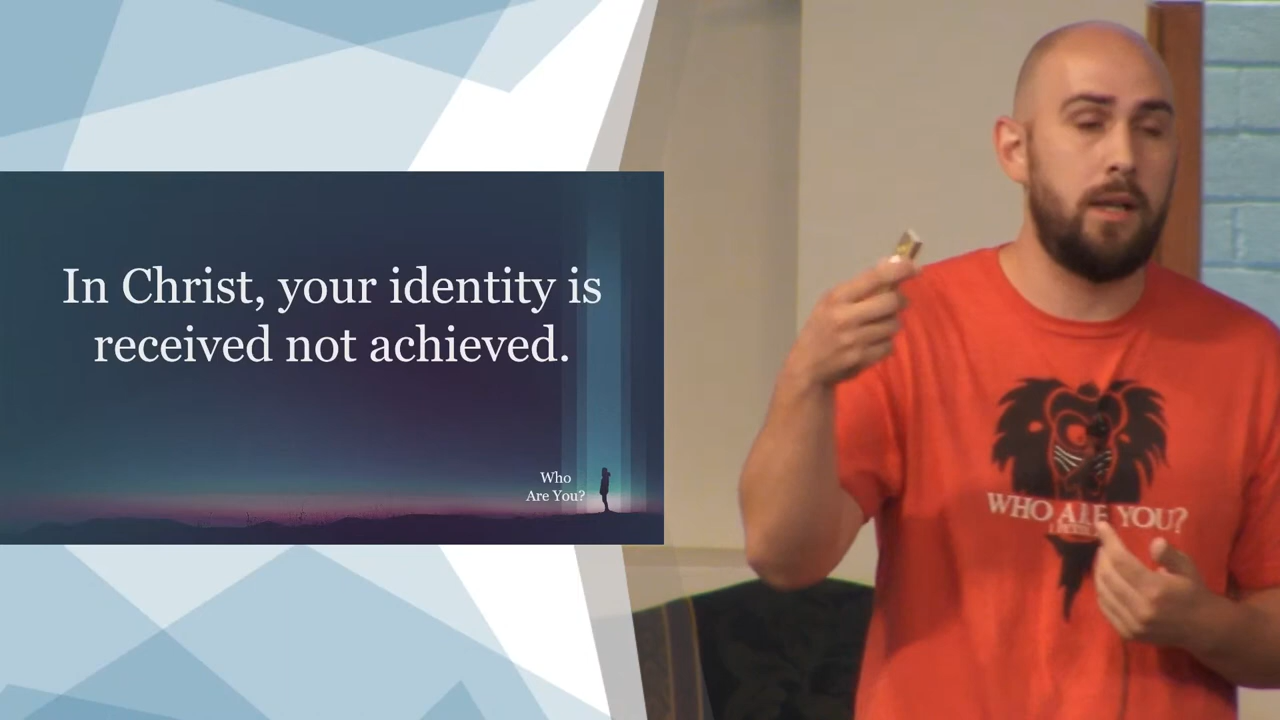 In Christ, your identity is
received not achieved.
Who
Are You?
WHO ARE YOU?